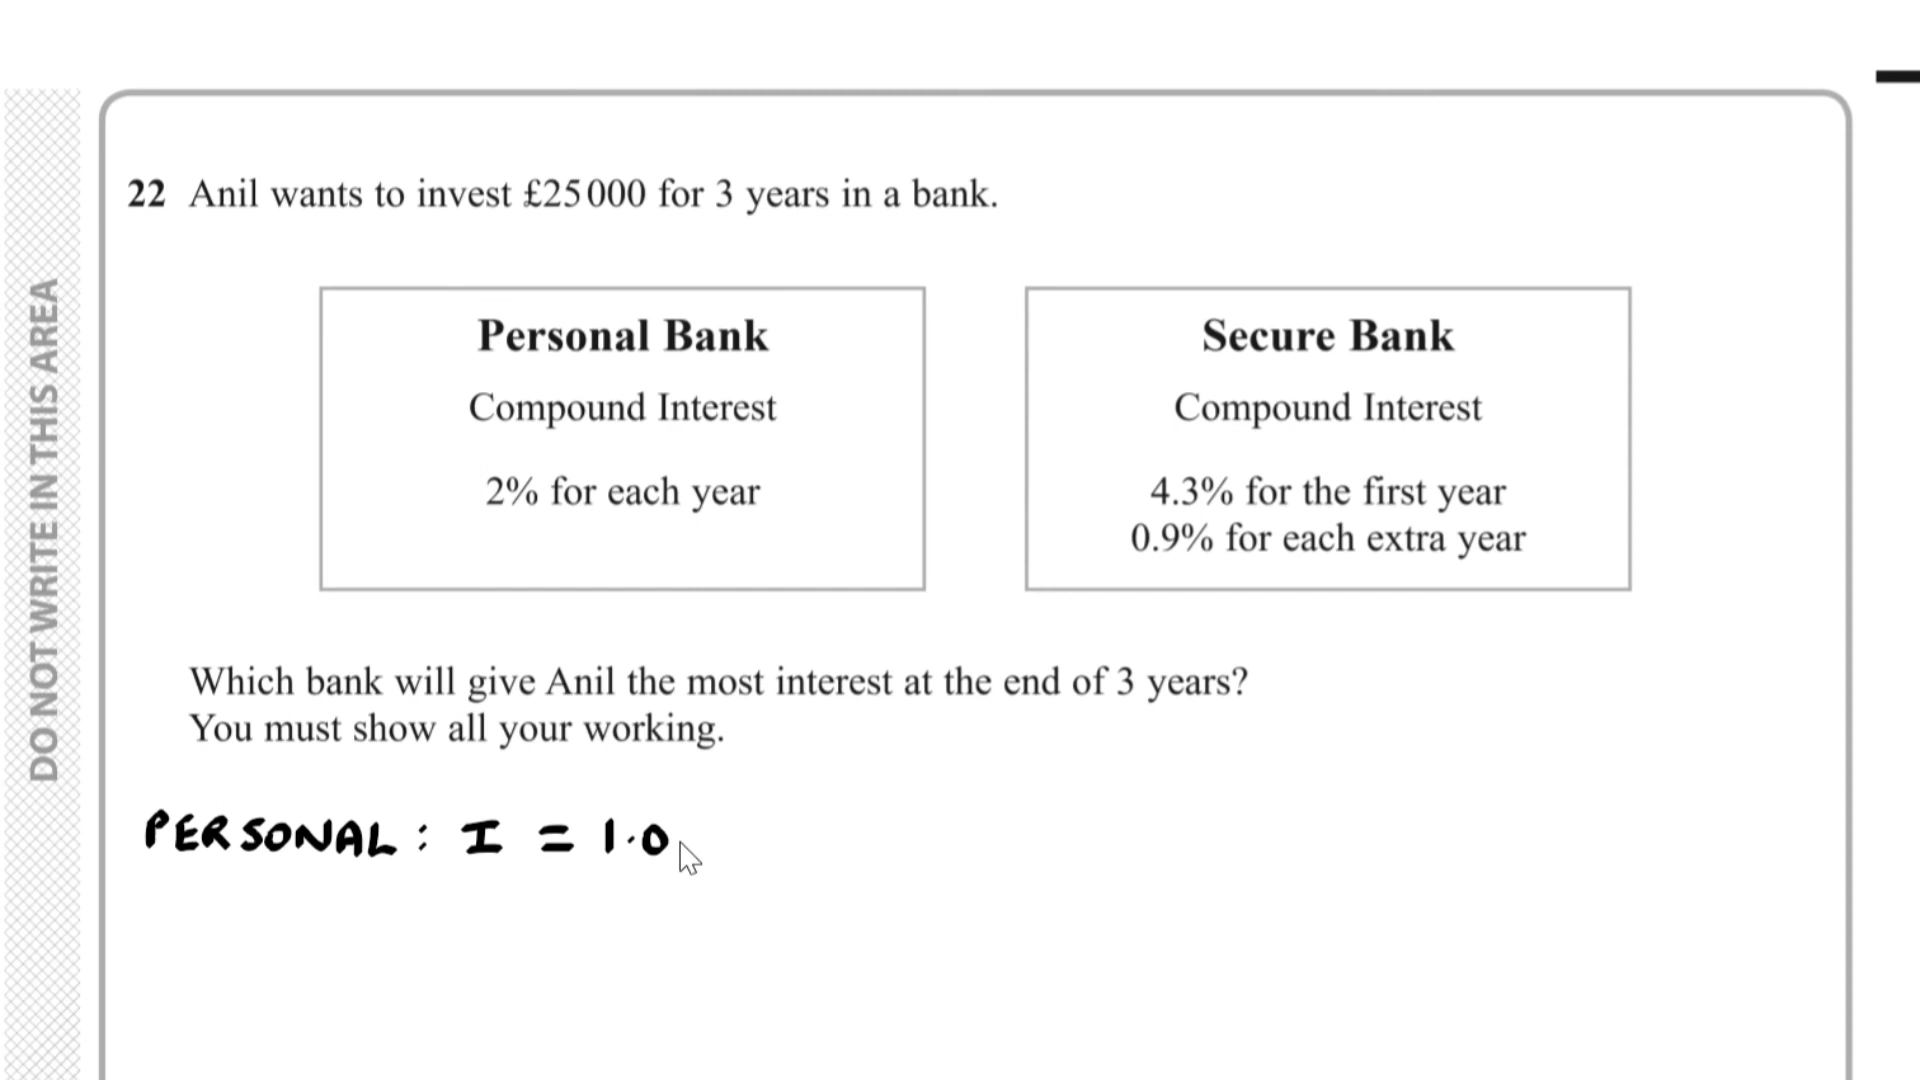 DO NOT WRITE IN THIS AREA
22 Anil wants to invest £25 000 for 3 years in a bank.
Personal Bank
Compound Interest
2% for each year
Secure Bank
Compound Interest
4.3% for the first year
0.9% for each extra year
Which bank will give Anil the most interest at the end of 3 years?
You must show all your working.
PERSONAL: I = 1·0